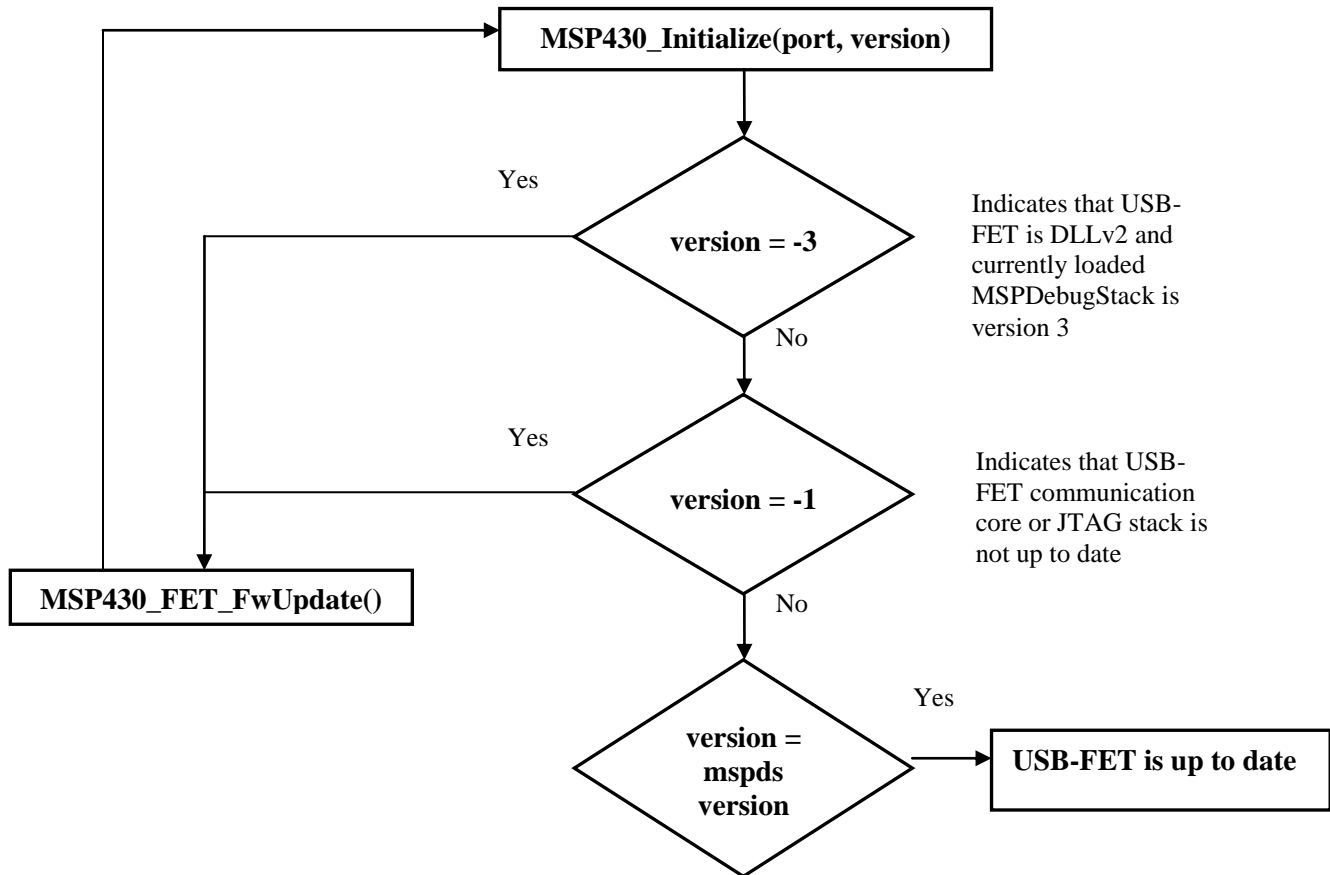 MSP430_Initialize(port, version)
Yes
version = -3
Indicates that USB-
FET is DLLv2 and
currently loaded
MSPDebugStack is
version 3
No
Yes
version = -1
Indicates that USB-
FET communication
core or JTAG stack is
not up to date
MSP430_FET_FwUpdate()
No
version =
mspds
version
Yes
USB-FET is up to date